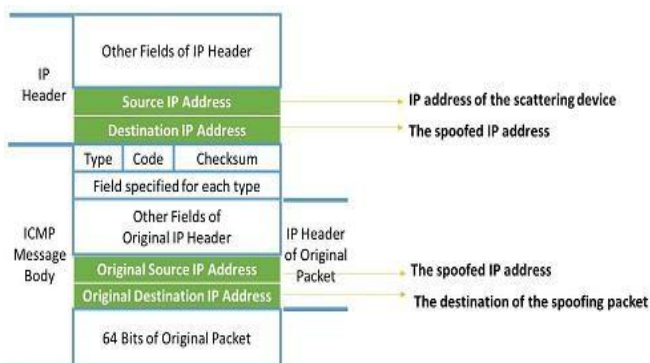 Other Fields of IP Header
IP
Header
Source IP Address
IP address of the scattering device
Destination IP Address
The spoofed IP address
Type
Code
Checksum
Field specified for each type
Other Fields of
Original IP Header
ICMP
Message
Body
IP Header
of Original
Packet
Original Source IP Address
The spoofed IP address
Original Destination IP Address
The destination of the spoofing packet
64 Bits of Original Packet